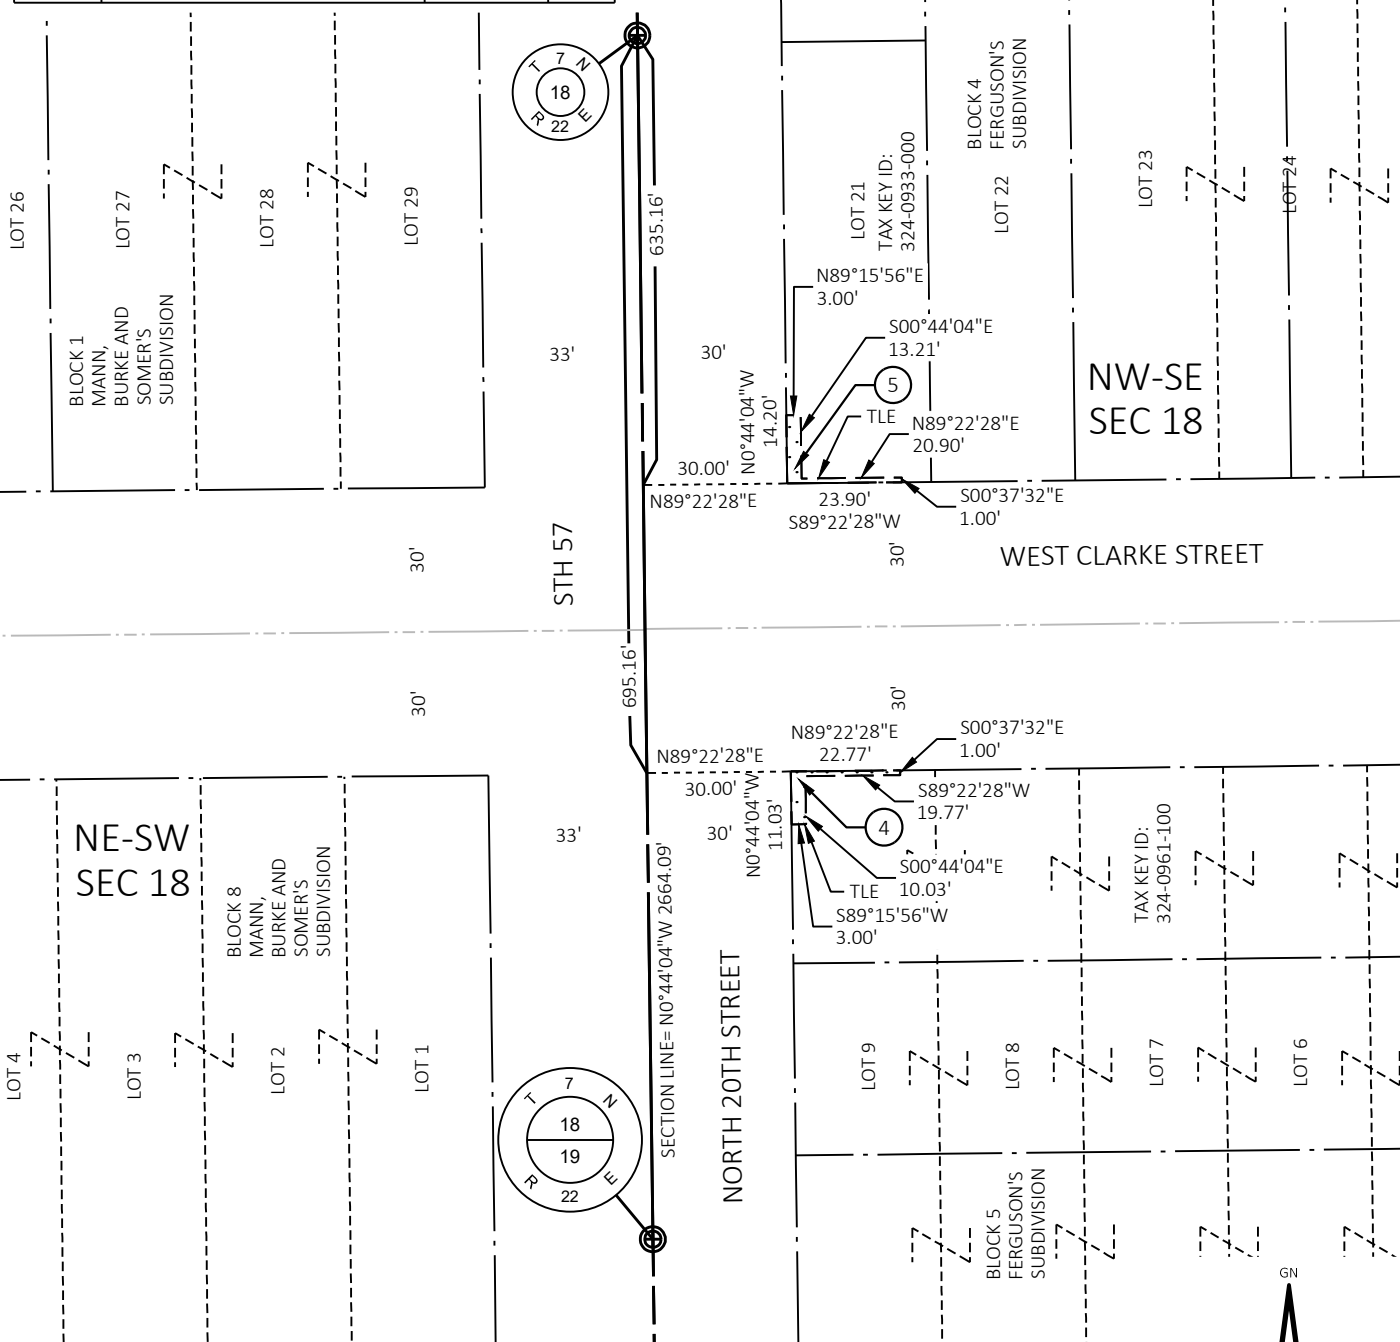 T 7 N
18
R 22 E
LOT 26
LOT 27
LOT 28
LOT 29
BLOCK 1
MANN,
BURKE AND
SOMER'S
SUBDIVISION
635.16'
LOT 21
TAX KEY ID:
324-0933-000
BLOCK 4
FERGUSON'S
SUBDIVISION
LOT 22
LOT 23
LOT 24
N89°15'56"E
3.00'
S00°44'04"E
13.21'
33'
30'
5
NW-SE
SEC 18
TLE
N89°22'28"E
20.90'
N0°44'04"W
14.20'
30.00'
N89°22'28"E
23.90'
S89°22'28"W
S00°37'32"E
1.00'
STH 57
30'
30'
WEST CLARKE STREET
695.16'
30'
30'
N89°22'28"E
22.77'
S00°37'32"E
1.00'
N89°22'28"E
30.00'
S89°22'28"W
19.77'
N0°44'04"W
11.03'
4
33'
30'
NE-SW
SEC 18
S00°44'04"E
10.03'
TLE
S89°15'56"W
3.00'
BLOCK 8
MANN,
BURKE AND
SOMER'S
SUBDIVISION
TAX KEY ID:
324-0961-100
SECTION LINE= N0°44'04"W 2664.09'
NORTH 20TH STREET
LOT 4
LOT 3
LOT 2
LOT 1
LOT 9
LOT 8
LOT 7
LOT 6
T 7 N
18
19
R 22 E
BLOCK 5
FERGUSON'S
SUBDIVISION
GN